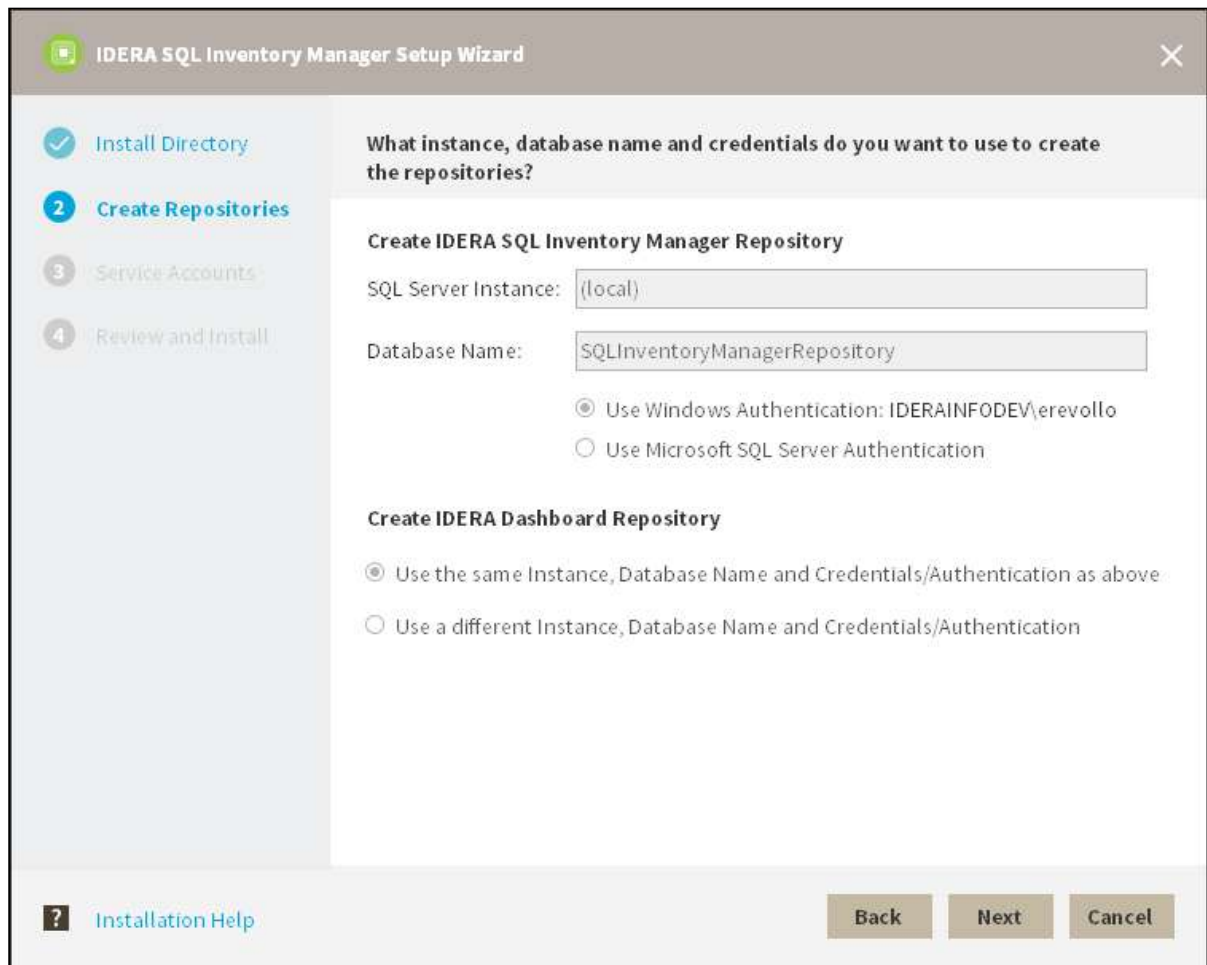 IDERA SQL Inventory Manager Setup Wizard
Install Directory
2 Create Repositories
3 Service Accounts
4 Review and Install
What instance, database name and credentials do you want to use to create
the repositories?
Create IDERA SQL Inventory Manager Repository
SQL Server Instance: (local)
Database Name: SQLInventoryManagerRepository
Use Windows Authentication: IDERAINFODEV\erevollo
Use Microsoft SQL Server Authentication
Create IDERA Dashboard Repository
Use the same Instance, Database Name and Credentials/Authentication as above
Use a different Instance, Database Name and Credentials/Authentication
? Installation Help
Back Next Cancel